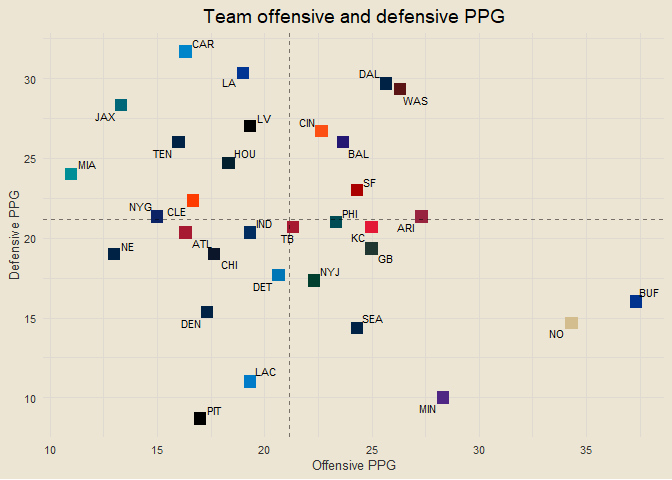 Team offensive and defensive PPG
CAR
LA
DAL
WAS
JAX
LV
CIN
TEN
HOU
BAL
MIA
SF
NYG
CLE
PHI
ARI
ATL
IND
TB
KC
NE
CHI
GB
DET
NYJ
BUF
DEN
SEA
NO
LAC
MIN
PIT
30
25
20
15
10
Defensive PPG
10
15
20
25
30
35
Offensive PPG